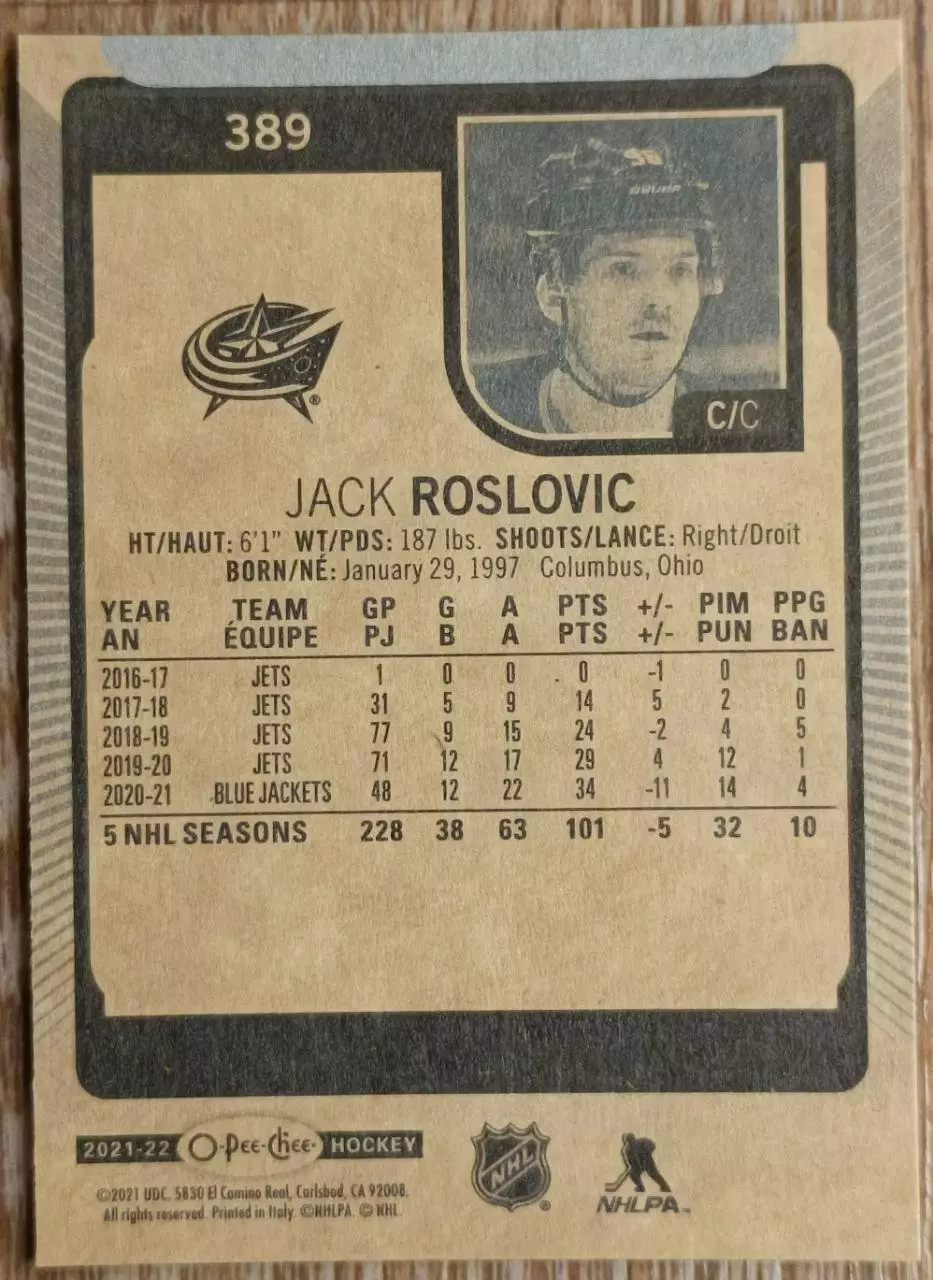 389
BAUER
C/C
JACK ROSLOVIC
HT/HAUT: 6'1" WT/PDS: 187 lbs. SHOOTS/LANCE: Right/Droit
BORN/NÉ: January 29, 1997 Columbus, Ohio
YEAR TEAM GP G A PTS +/- PIM PPG
AN ÉQUIPE PJ B A PTS +/- PUN BAN
2016-17 JETS 1 0 0 0 -1 0 0
2017-18 JETS 31 5 9 14 5 2 0
2018-19 JETS 77 9 15 24 -2 4 5
2019-20 JETS 71 12 17 29 4 12 1
2020-21 BLUE JACKETS 48 12 22 34 -11 14 4
5 NHL SEASONS 228 38 63 101 -5 32 10
2021-22 O-Pee-Chee HOCKEY
NHL ®
NHLPA™
©2021 UDC. 5830 El Camino Real, Carlsbad, CA 92008.
All rights reserved. Printed in Italy. ©NHLPA. © NHL.